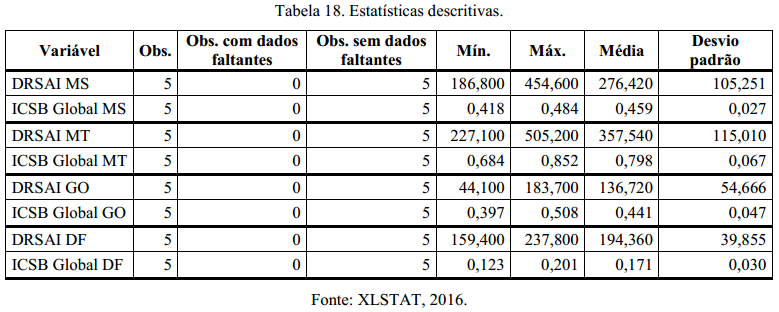 Tabela 18. Estatísticas descritivas.
Variável Obs. Obs. com dados faltantes Obs. sem dados faltantes Mín. Máx. Média Desvio padrão
DRSAI MS 5 0 5 186,800 454,600 276,420 105,251
ICSB Global MS 5 0 5 0,418 0,484 0,459 0,027
DRSAI MT 5 0 5 227,100 505,200 357,540 115,010
ICSB Global MT 5 0 5 0,684 0,852 0,798 0,067
DRSAI GO 5 0 5 44,100 183,700 136,720 54,666
ICSB Global GO 5 0 5 0,397 0,508 0,441 0,047
DRSAI DF 5 0 5 159,400 237,800 194,360 39,855
ICSB Global DF 5 0 5 0,123 0,201 0,171 0,030
Fonte: XLSTAT, 2016.